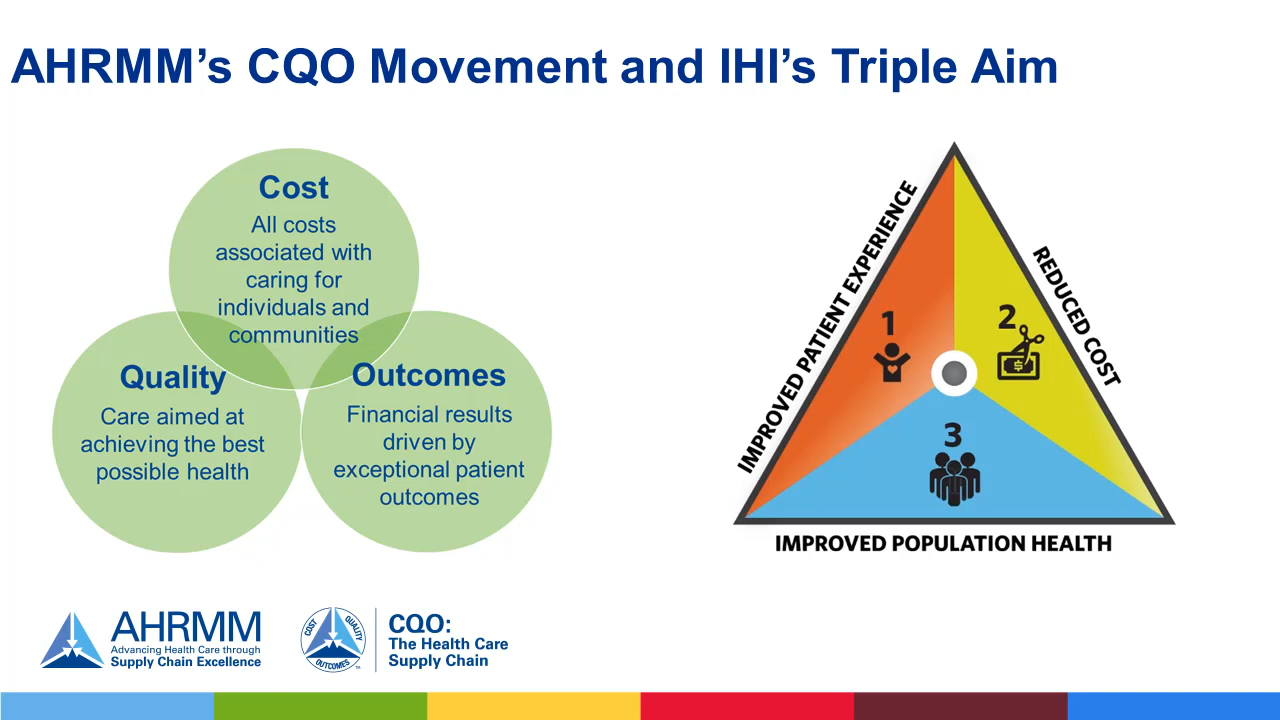 AHRMM’s CQO Movement and IHI’s Triple Aim
Cost
All costs
associated with
caring for
individuals and
communities
Quality
Care aimed at
achieving the best
possible health
Outcomes
Financial results
driven by
exceptional patient
outcomes
IMPROVED PATIENT EXPERIENCE
REDUCED COST
1
2
$
3
IMPROVED POPULATION HEALTH
AHRMM
Advancing Health Care through
Supply Chain Excellence
COST
QUALITY
OUTCOMES
™
CQO:
The Health Care
Supply Chain